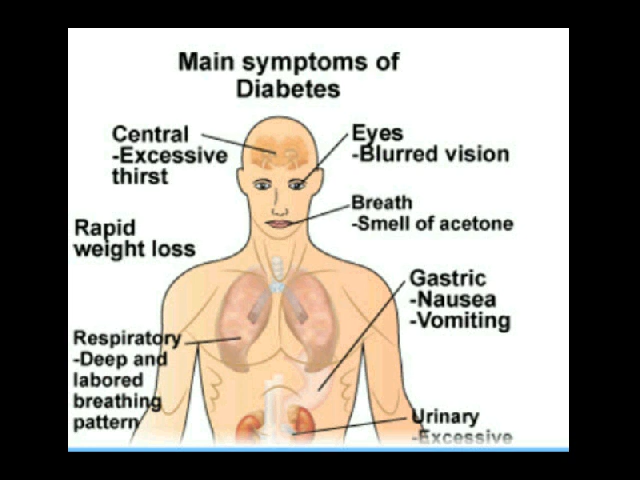 Main symptoms of
Diabetes
Central
-Excessive
thirst
Eyes
-Blurred vision
Breath
-Smell of acetone
Rapid
weight loss
Gastric
-Nausea
-Vomiting
Respiratory
-Deep and
labored
breathing
pattern
Urinary
-Excessive